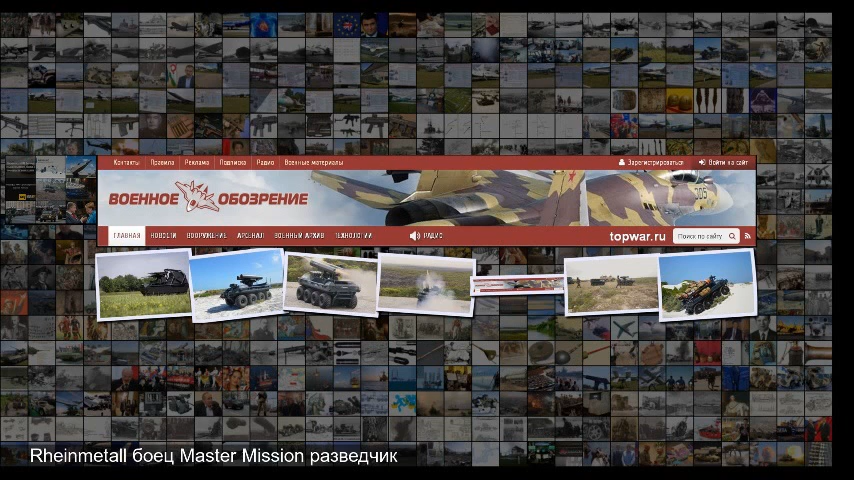 Контакты Правила Реклама Подписка Радио Военные материалы Зарегистрироваться Войти на сайт
ВОЕННОЕ ОБОЗРЕНИЕ
ГЛАВНАЯ НОВОСТИ ВООРУЖЕНИЕ АРСЕНАЛ ВОЕННЫЙ АРХИВ ТЕХНОЛОГИИ РАДИО topwar.ru Поиск по сайту
Rheinmetall боец Master Mission разведчик